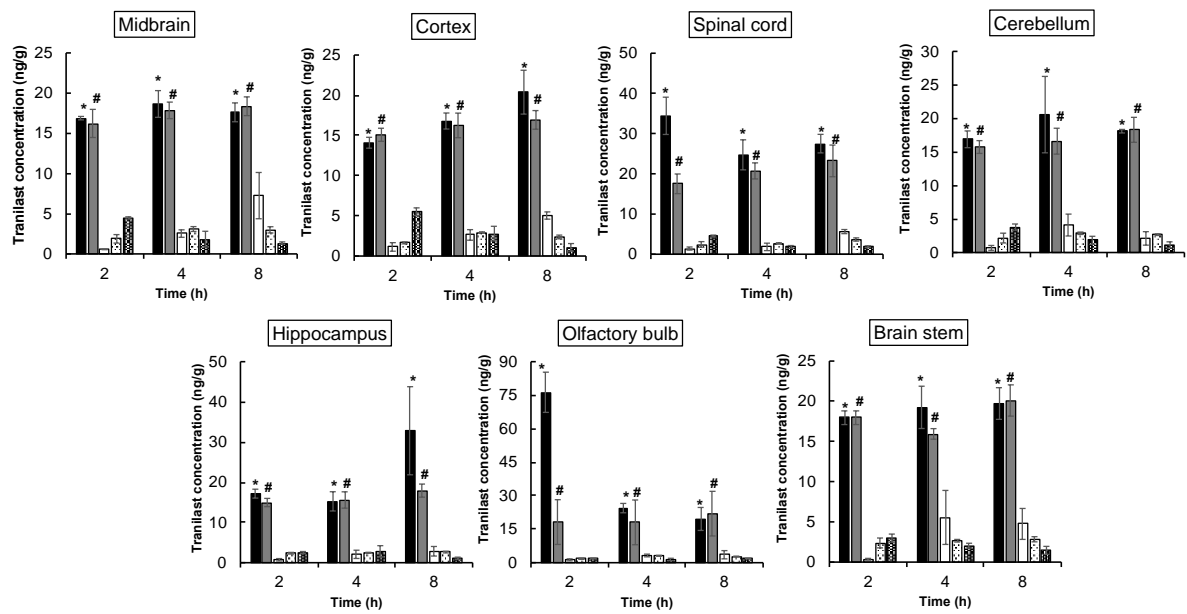 Midbrain
Tranilast concentration (ng/g)
25
20
15
10
5
0
* # * # * #
2 4 8
Time (h)
Cortex
Tranilast concentration (ng/g)
25
20
15
10
5
0
* # * # * #
2 4 8
Time (h)
Spinal cord
Tranilast concentration (ng/g)
50
40
30
20
10
0
* # * # * #
2 4 8
Time (h)
Cerebellum
Tranilast concentration (ng/g)
30
25
20
15
10
5
0
* # * # * #
2 4 8
Time (h)
Hippocampus
Tranilast concentration (ng/g)
50
40
30
20
10
0
* # * # * #
2 4 8
Time (h)
Olfactory bulb
Tranilast concentration (ng/g)
90
75
60
45
30
15
0
* # * # * #
2 4 8
Time (h)
Brain stem
Tranilast concentration (ng/g)
25
20
15
10
5
0
* # * # * #
2 4 8
Time (h)